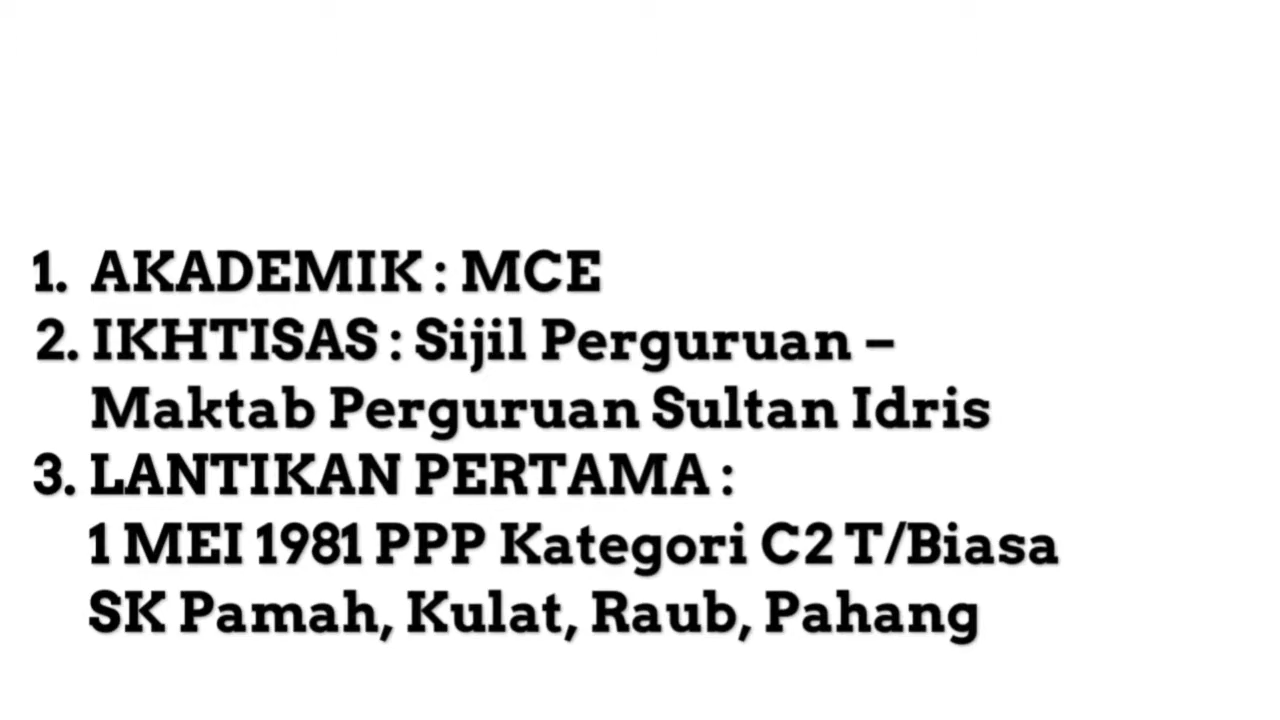 1. AKADEMIK : MCE
2. IKHTISAS : Sijil Perguruan –
Maktab Perguruan Sultan Idris
3. LANTIKAN PERTAMA :
1 MEI 1981 PPP Kategori C2 T/Biasa
SK Pamah, Kulat, Raub, Pahang